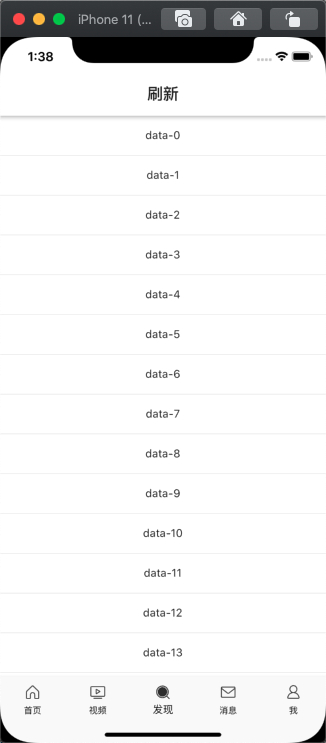 iPhone 11 (...
1:38
刷新
data-0
data-1
data-2
data-3
data-4
data-5
data-6
data-7
data-8
data-9
data-10
data-11
data-12
data-13
首页 视频 发现 消息 我